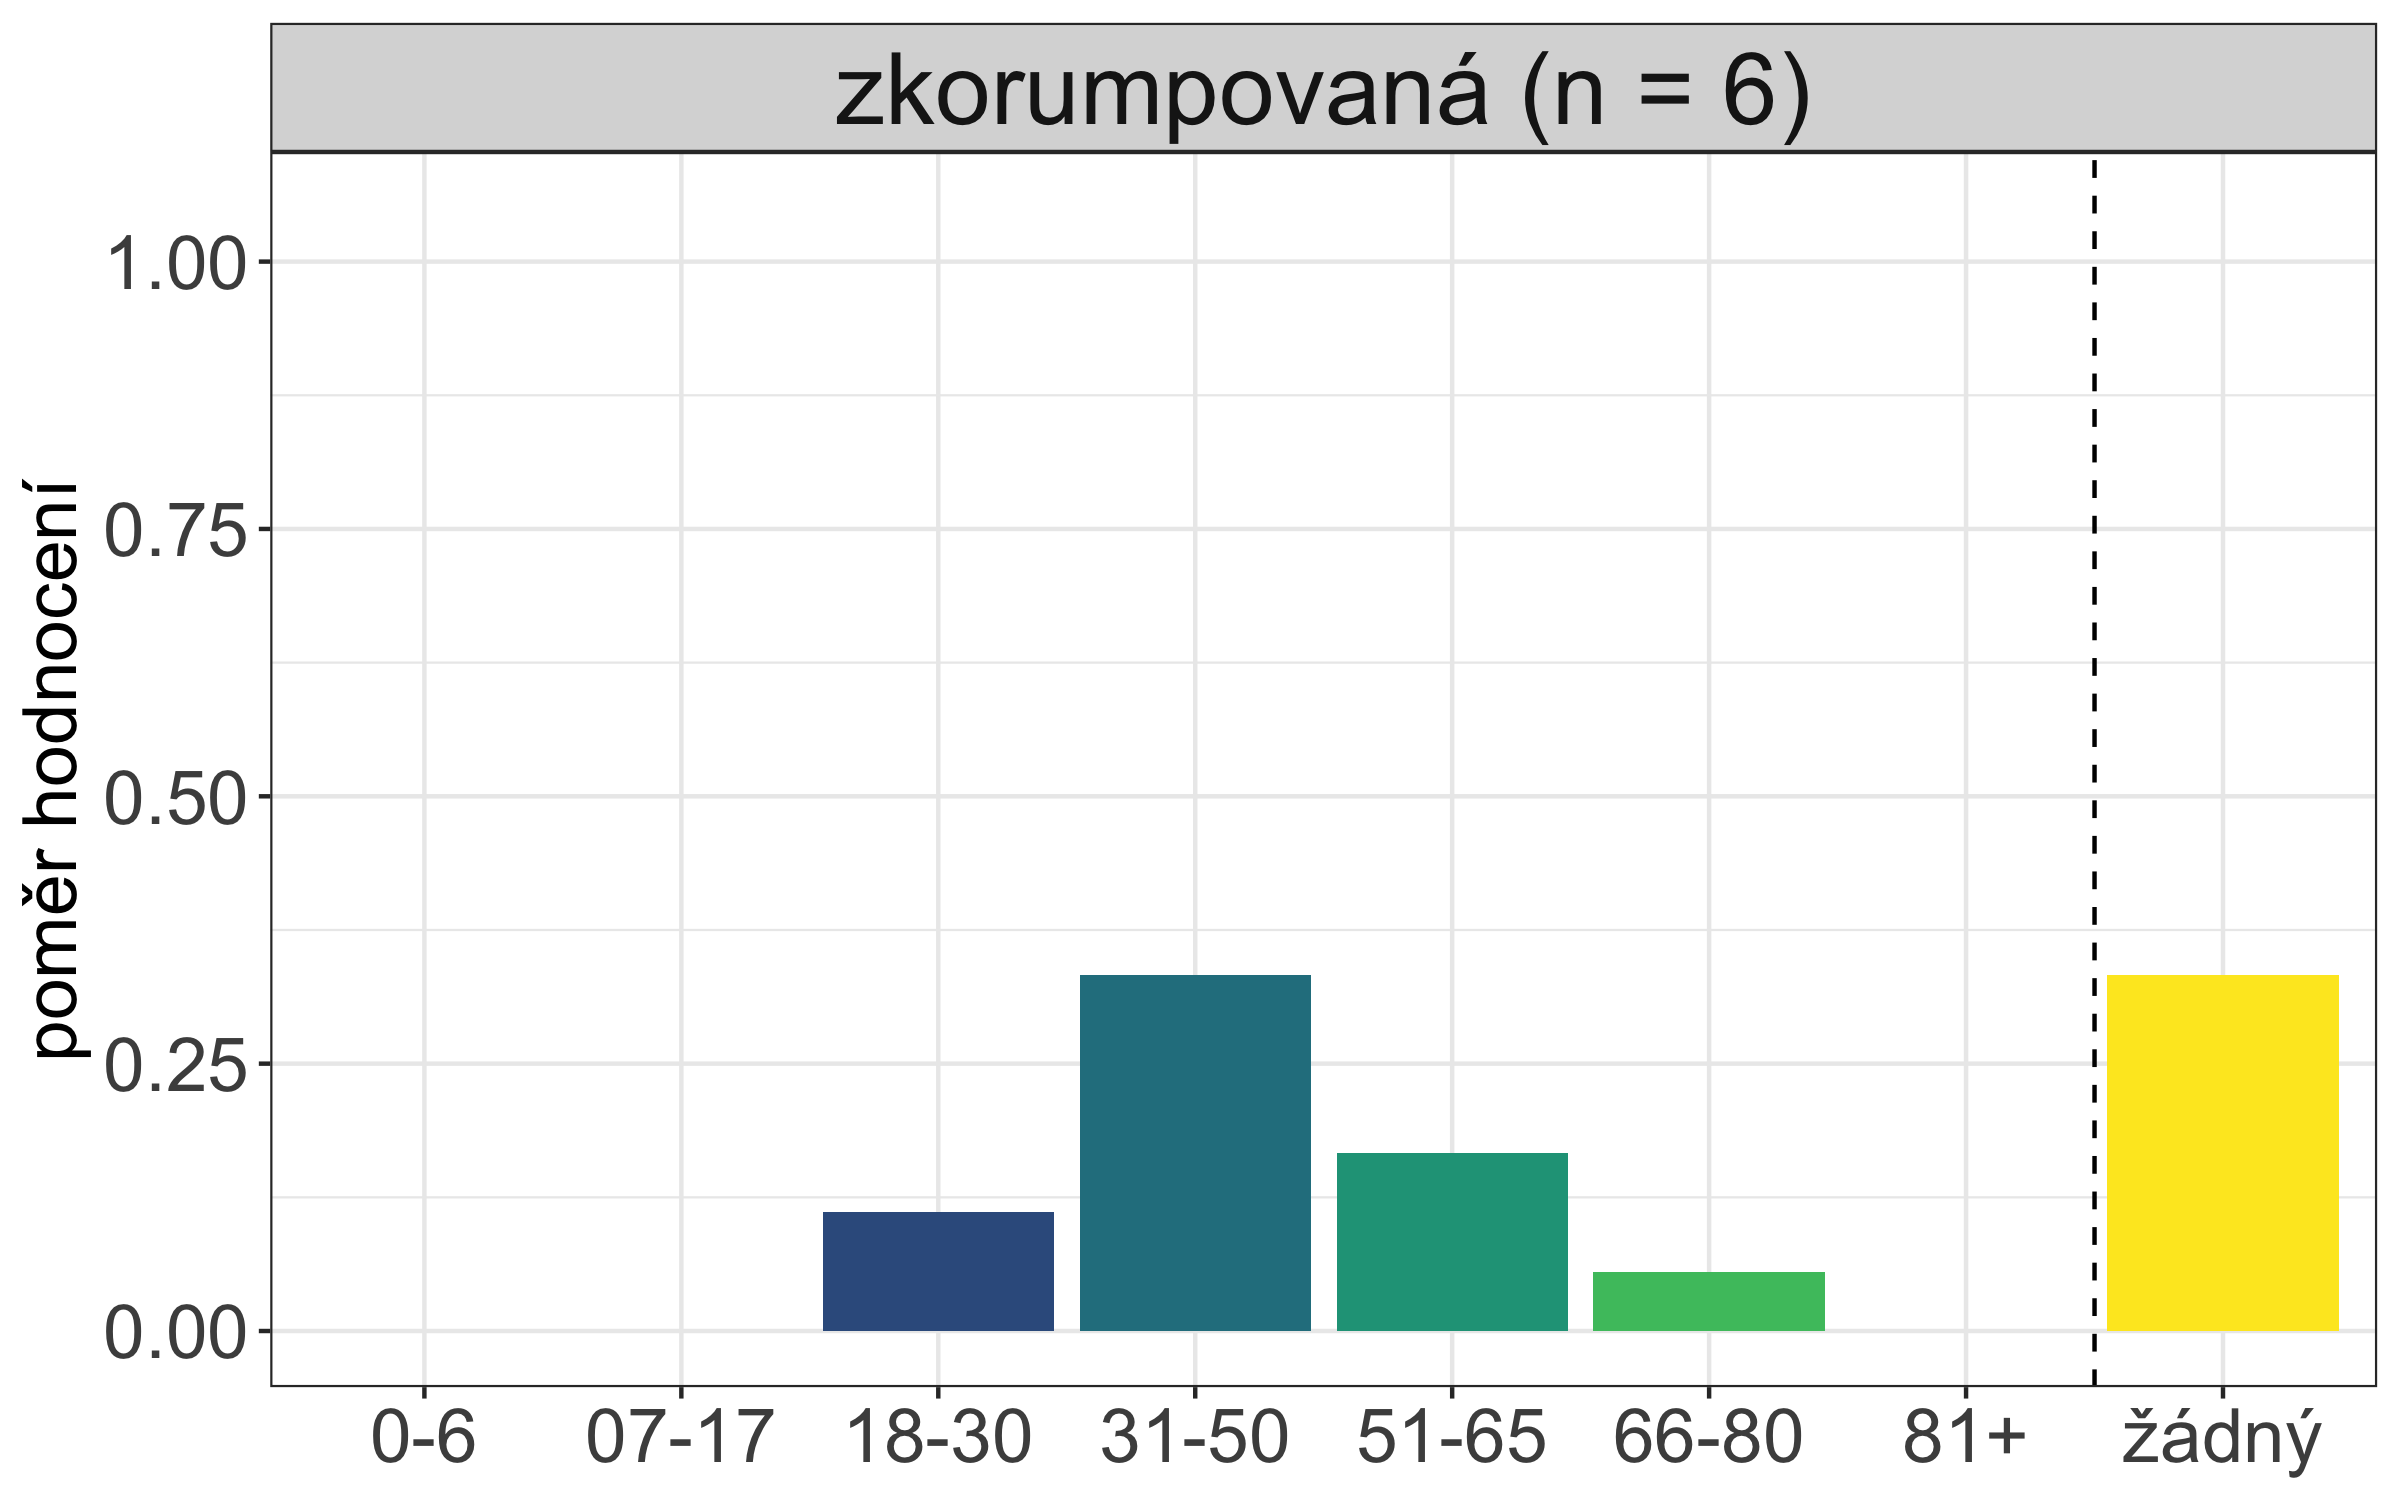 zkorumpovaná (n = 6)
poměr hodnocení
1.00
0.75
0.50
0.25
0.00
0-6 07-17 18-30 31-50 51-65 66-80 81+ žádný